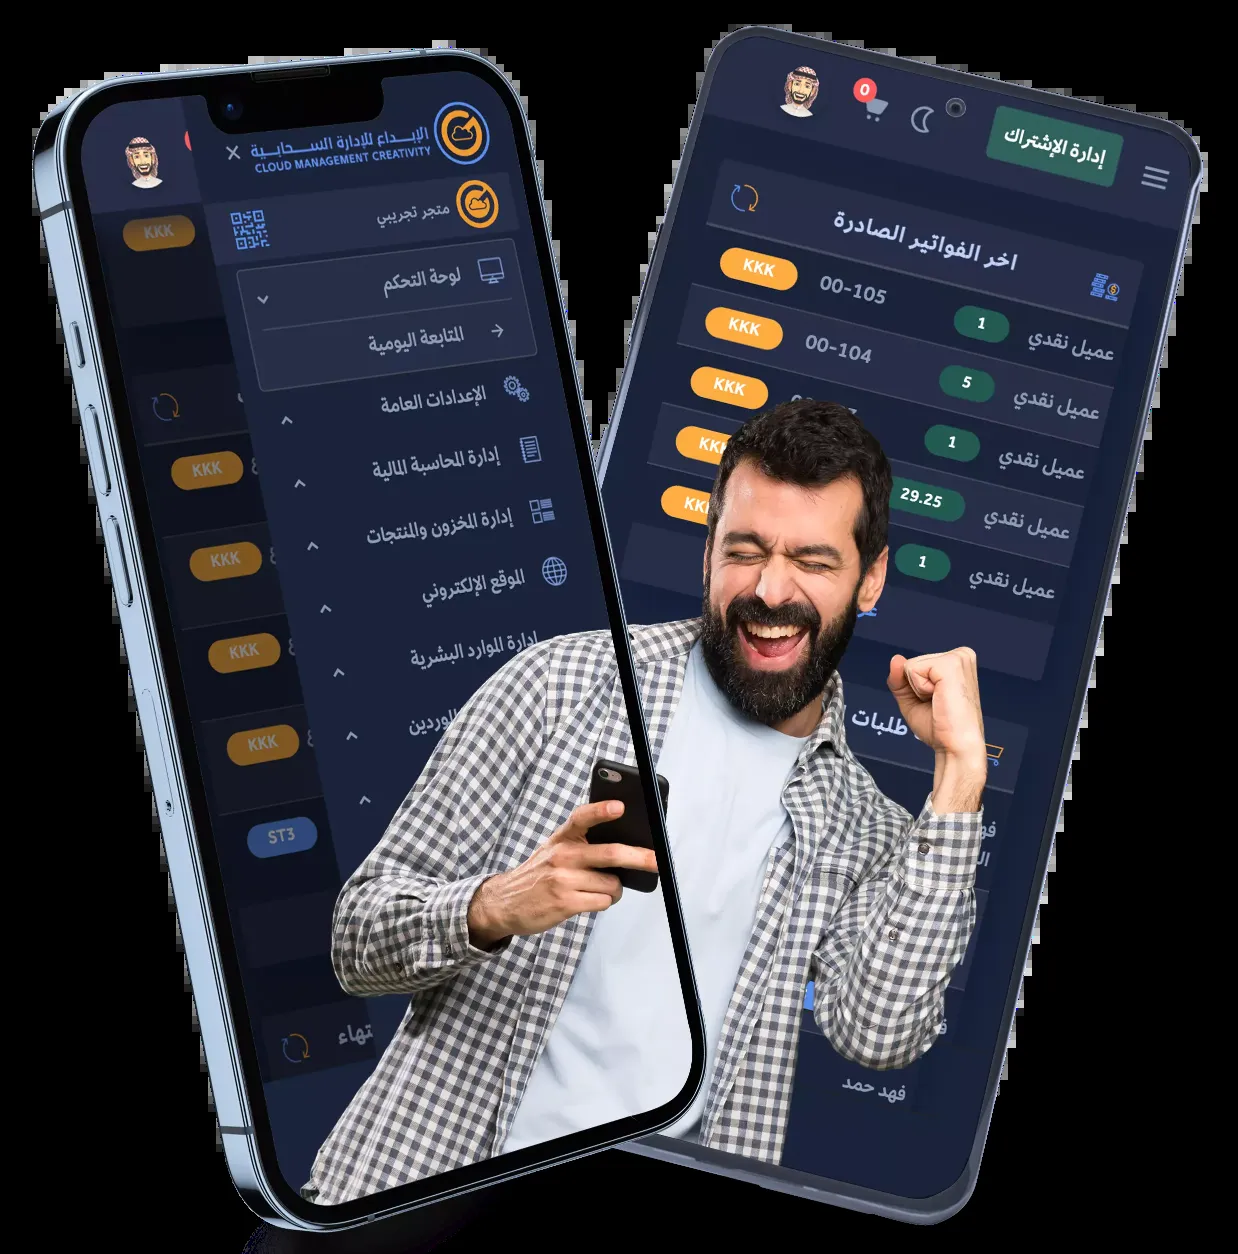 الإبداع للإدارة السحابية
CLOUD MANAGEMENT CREATIVITY
متجر تجريبي
KKK
لوحة التحكم
المتابعة اليومية
الإعدادات العامة
إدارة المحاسبة المالية
KKK
إدارة المخزون والمنتجات
KKK
الموقع الإلكتروني
KKK
إدارة الموارد البشرية
KKK
ST3
0
إدارة الإشتراك
اخر الفواتير الصادرة
عميل نقدي 1 00-105 KKK
عميل نقدي 5 00-104 KKK
عميل نقدي 1 KKK
عميل نقدي 29.25
عميل نقدي 1
طلبات
فهد حمد